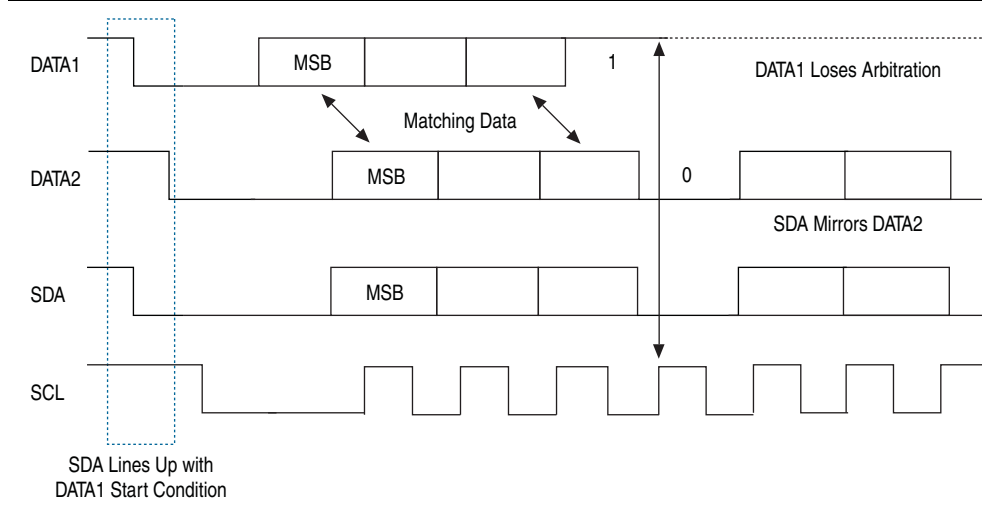 DATA1
MSB
1
DATA1 Loses Arbitration
Matching Data
DATA2
MSB
0
SDA Mirrors DATA2
SDA
MSB
SCL
SDA Lines Up with
DATA1 Start Condition